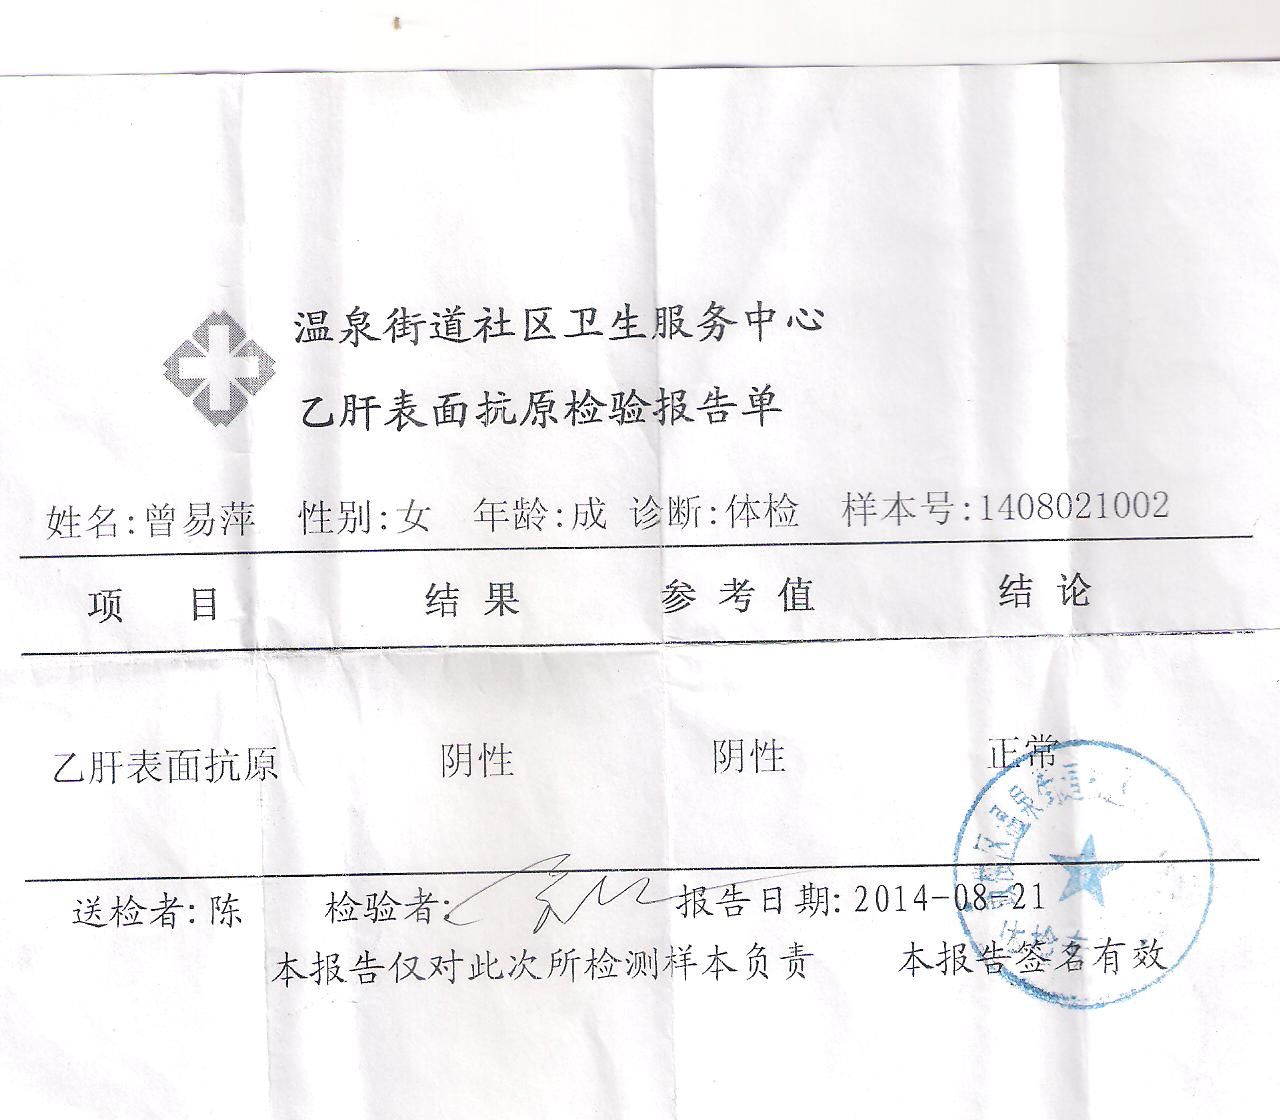 温泉街道社区卫生服务中心
乙肝表面抗原检验报告单
姓名:曾易萍 性别:女 年龄:成 诊断:体检 样本号:1408021002
项 目 结 果 参 考 值 结 论
乙肝表面抗原 阴性 阴性 正常
温泉街道
送检者:陈 检验者: 报告日期:2014-08-21
本报告仅对此次所检测样本负责 本报告签名有效